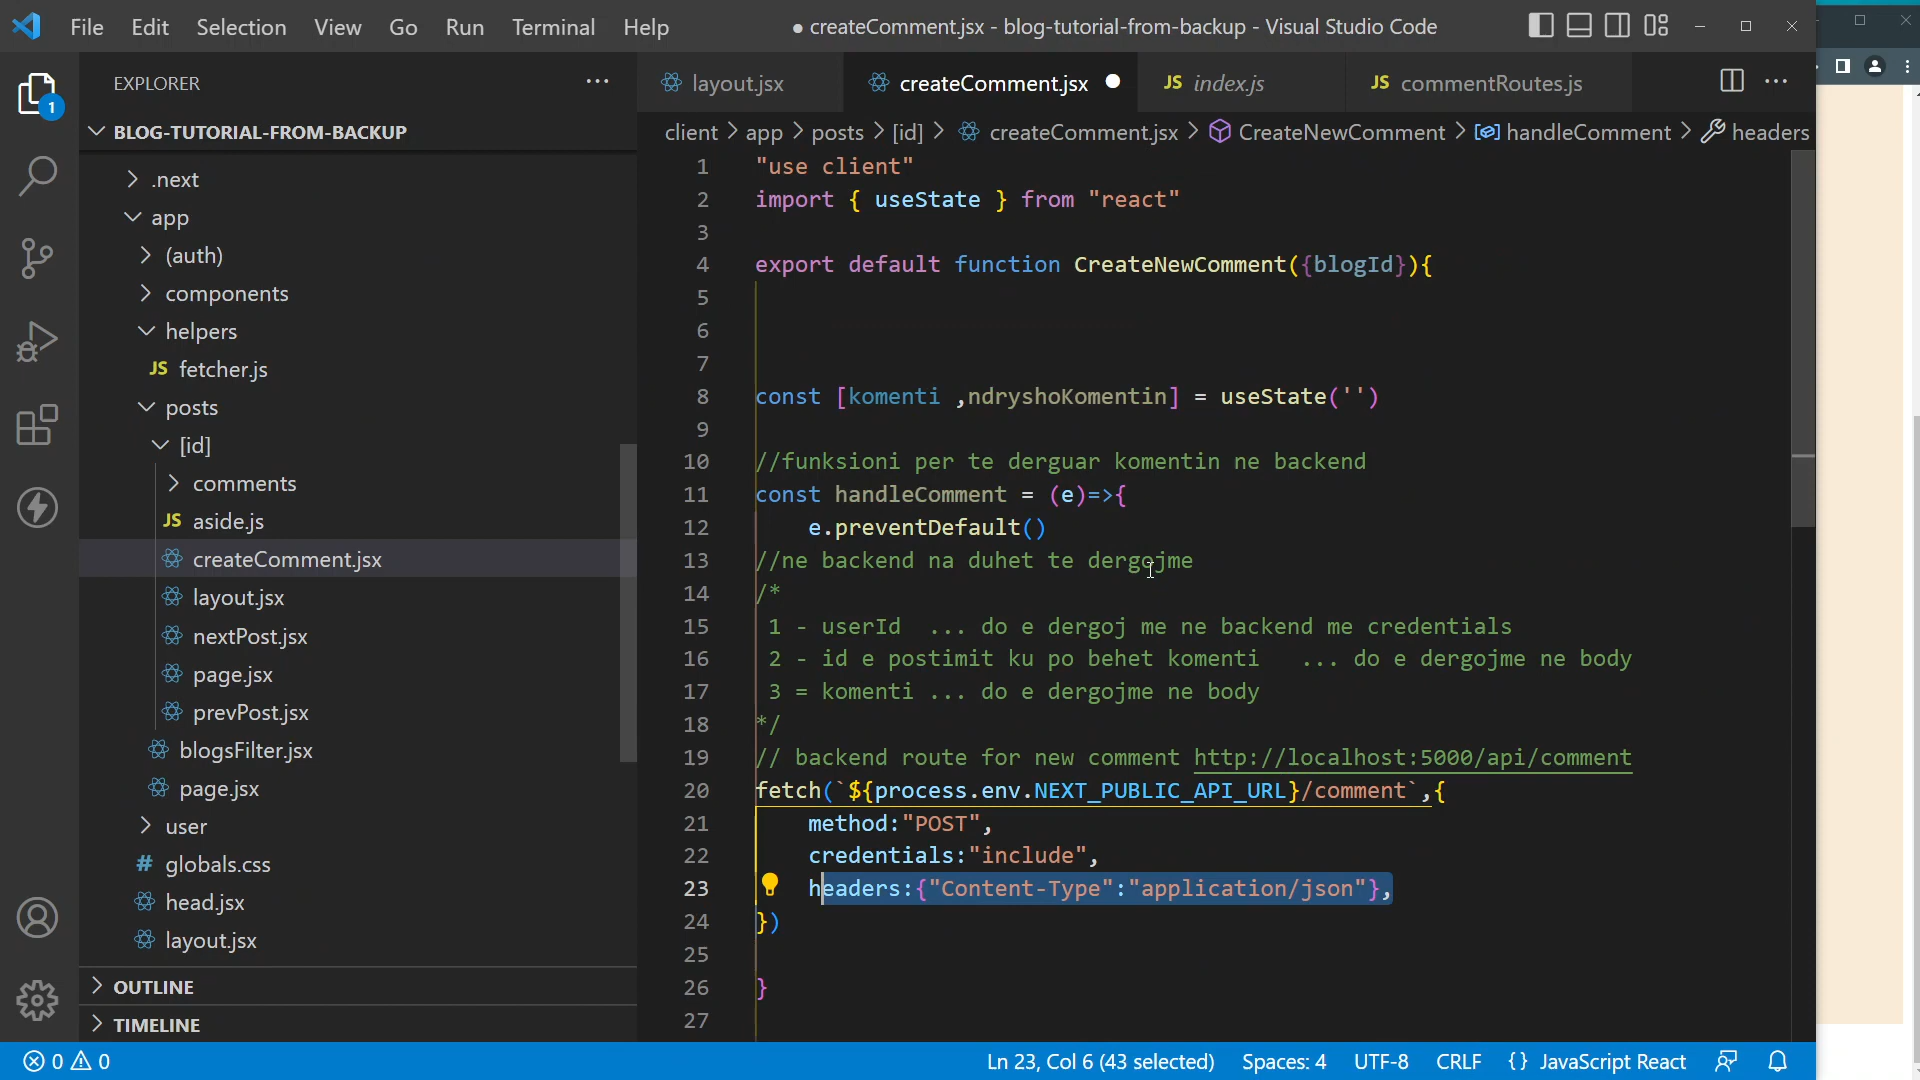 File Edit Selection View Go Run Terminal Help
● createComment.jsx - blog-tutorial-from-backup - Visual Studio Code
EXPLORER
1
BLOG-TUTORIAL-FROM-BACKUP
.next
app
(auth)
components
helpers
JS fetcher.js
posts
[id]
comments
JS aside.js
createComment.jsx
layout.jsx
nextPost.jsx
page.jsx
prevPost.jsx
blogsFilter.jsx
page.jsx
user
# globals.css
head.jsx
layout.jsx
OUTLINE
TIMELINE
layout.jsx createComment.jsx ● JS index.js JS commentRoutes.js
client > app > posts > [id] > createComment.jsx > CreateNewComment > handleComment > headers
1 "use client"
2 import { useState } from "react"
3
4 export default function CreateNewComment({blogId}){
5
6
7
8 const [komenti ,ndryshoKomentin] = useState('')
9
10 //funksioni per te derguar komentin ne backend
11 const handleComment = (e)=>{
12 e.preventDefault()
13 //ne backend na duhet te dergojme
14 /*
15 1 - userId ... do e dergoj me ne backend me credentials
16 2 - id e postimit ku po behet komenti ... do e dergojme ne body
17 3 = komenti ... do e dergojme ne body
18 */
19 // backend route for new comment http://localhost:5000/api/comment
20 fetch(`${process.env.NEXT_PUBLIC_API_URL}/comment`,{
21 method:"POST",
22 credentials:"include",
23 headers:{"Content-Type":"application/json"},
24 })
25
26 }
27
0 0 Ln 23, Col 6 (43 selected) Spaces: 4 UTF-8 CRLF {} JavaScript React